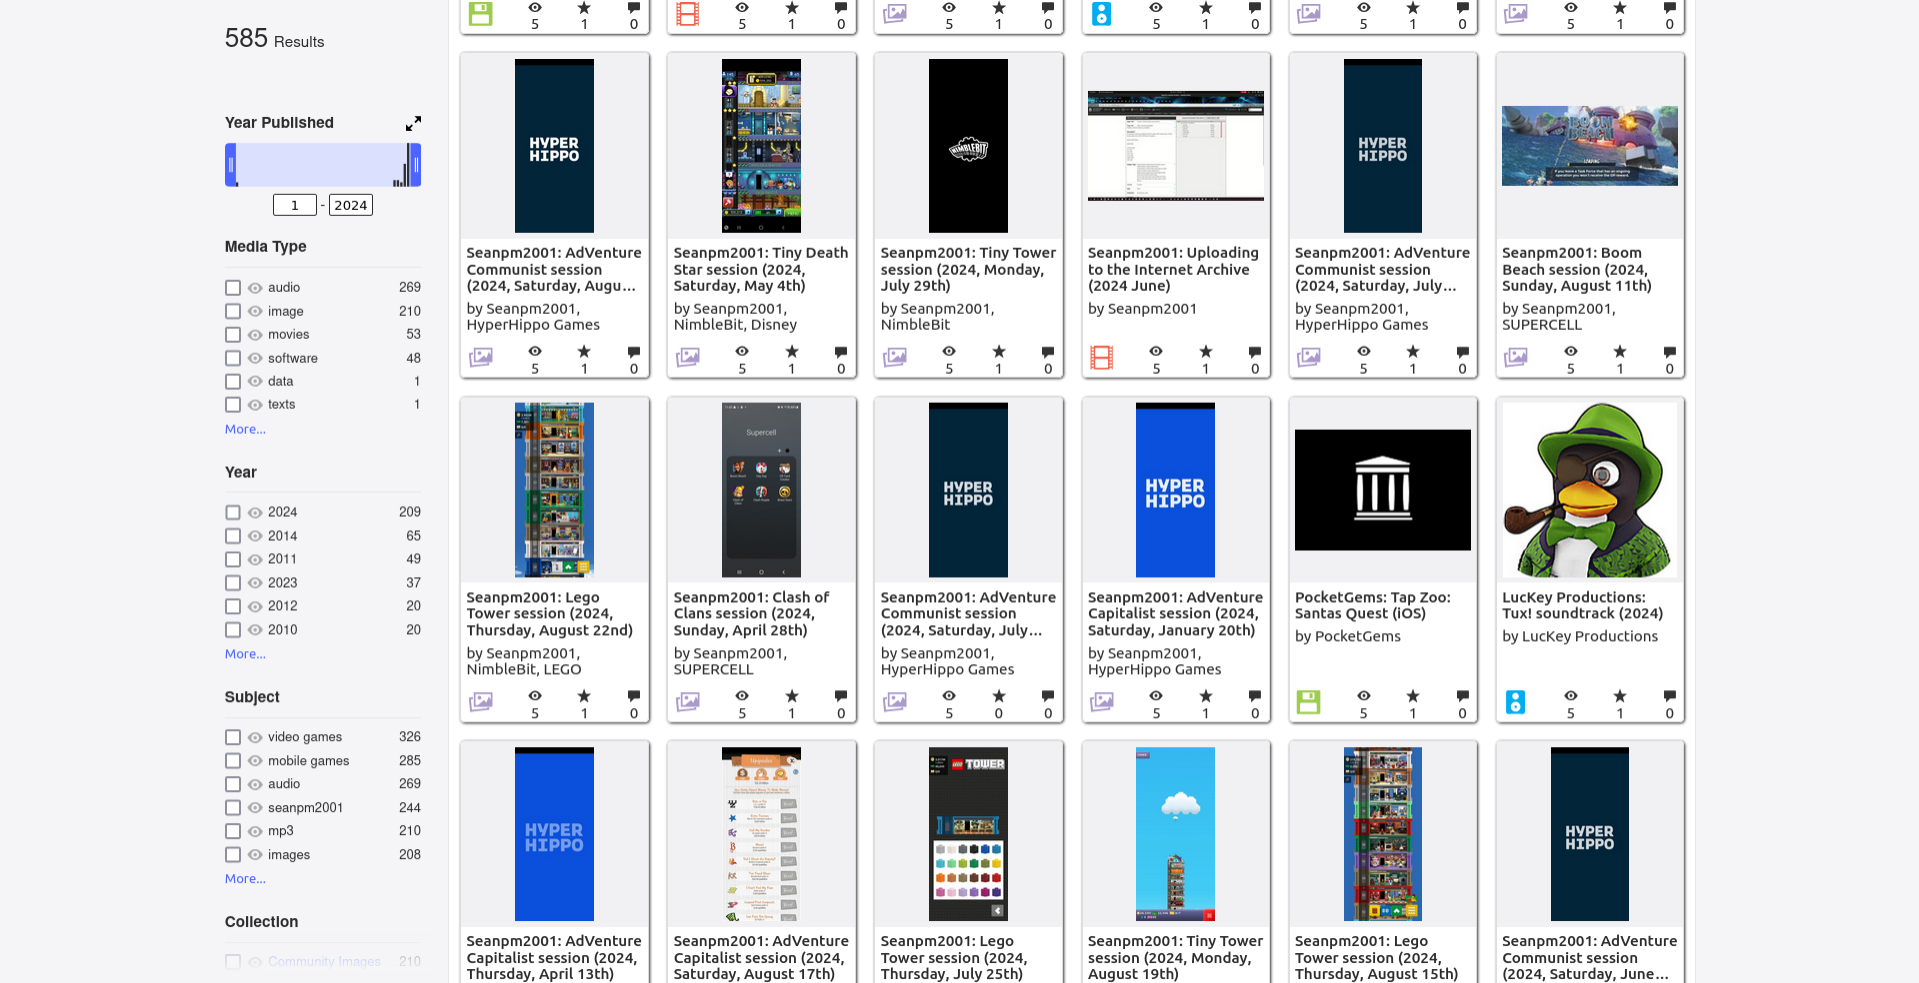 585 Results
Year Published
1 - 2024
Media Type
audio 269
image 210
movies 53
software 48
data 1
texts 1
More...
Year
2024 209
2014 65
2011 49
2023 37
2012 20
2010 20
More...
Subject
video games 326
mobile games 285
audio 269
seanpm2001 244
mp3 210
images 208
More...
Collection
Community Images 210
5 1 0
5 1 0
5 1 0
5 1 0
5 1 0
5 1 0
HYPER
HIPPO
Seanpm2001: AdVenture
Communist session
(2024, Saturday, Augu...
by Seanpm2001,
HyperHippo Games
5 1 0
Seanpm2001: Tiny Death
Star session (2024,
Saturday, May 4th)
by Seanpm2001,
NimbleBit, Disney
5 1 0
NIMBLEBIT
Seanpm2001: Tiny Tower
session (2024, Monday,
July 29th)
by Seanpm2001,
NimbleBit
5 1 0
Seanpm2001: Uploading
to the Internet Archive
(2024 June)
by Seanpm2001
5 1 0
HYPER
HIPPO
Seanpm2001: AdVenture
Communist session
(2024, Saturday, July...
by Seanpm2001,
HyperHippo Games
5 1 0
BOOM
BEACH
Seanpm2001: Boom
Beach session (2024,
Sunday, August 11th)
by Seanpm2001,
SUPERCELL
5 1 0
Seanpm2001: Lego
Tower session (2024,
Thursday, August 22nd)
by Seanpm2001,
NimbleBit, LEGO
5 1 0
Supercell
Seanpm2001: Clash of
Clans session (2024,
Sunday, April 28th)
by Seanpm2001,
SUPERCELL
5 1 0
HYPER
HIPPO
Seanpm2001: AdVenture
Communist session
(2024, Saturday, July...
by Seanpm2001,
HyperHippo Games
5 0 0
HYPER
HIPPO
Seanpm2001: AdVenture
Capitalist session (2024,
Saturday, January 20th)
by Seanpm2001,
HyperHippo Games
5 1 0
PocketGems: Tap Zoo:
Santas Quest (iOS)
by PocketGems
5 1 0
LucKey Productions:
Tux! soundtrack (2024)
by LucKey Productions
5 1 0
HYPER
HIPPO
Seanpm2001: AdVenture
Capitalist session (2024,
Thursday, April 13th)
Upgrades
Seanpm2001: AdVenture
Capitalist session (2024,
Saturday, August 17th)
LEGO TOWER
Seanpm2001: Lego
Tower session (2024,
Thursday, July 25th)
Seanpm2001: Tiny Tower
session (2024, Monday,
August 19th)
Seanpm2001: Lego
Tower session (2024,
Thursday, August 15th)
HYPER
HIPPO
Seanpm2001: AdVenture
Communist session
(2024, Saturday, June...